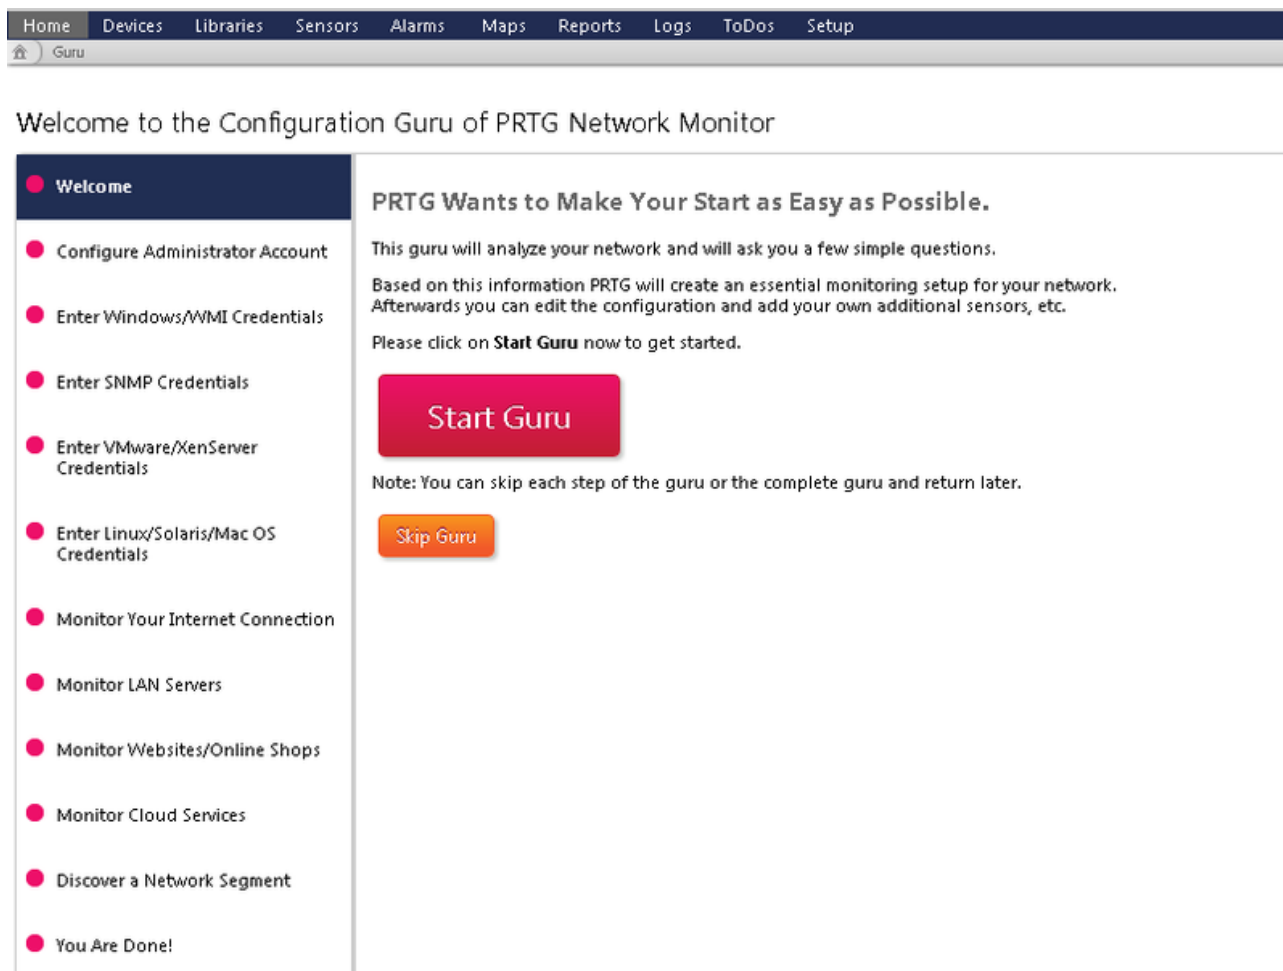 Home Devices Libraries Sensors Alarms Maps Reports Logs ToDos Setup
Guru
Welcome to the Configuration Guru of PRTG Network Monitor
Welcome
Configure Administrator Account
Enter Windows/WMI Credentials
Enter SNMP Credentials
Enter VMware/XenServer
Credentials
Enter Linux/Solaris/Mac OS
Credentials
Monitor Your Internet Connection
Monitor LAN Servers
Monitor Websites/Online Shops
Monitor Cloud Services
Discover a Network Segment
You Are Done!
PRTG Wants to Make Your Start as Easy as Possible.
This guru will analyze your network and will ask you a few simple questions.
Based on this information PRTG will create an essential monitoring setup for your network.
Afterwards you can edit the configuration and add your own additional sensors, etc.
Please click on Start Guru now to get started.
Start Guru
Note: You can skip each step of the guru or the complete guru and return later.
Skip Guru